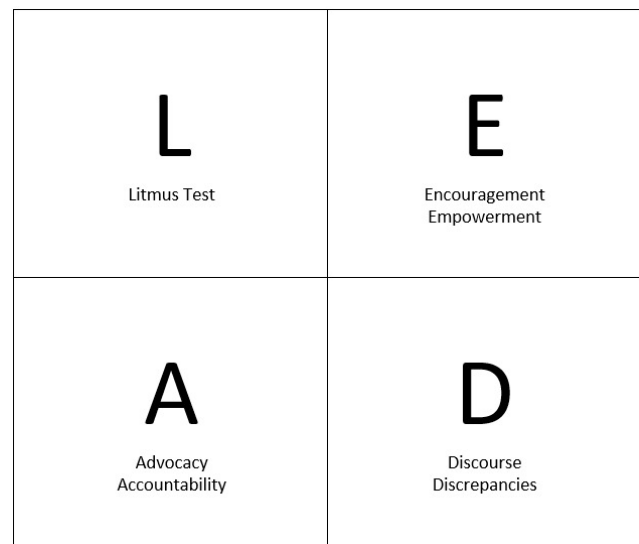 L
Litmus Test
E
Encouragement
Empowerment
A
Advocacy
Accountability
D
Discourse
Discrepancies